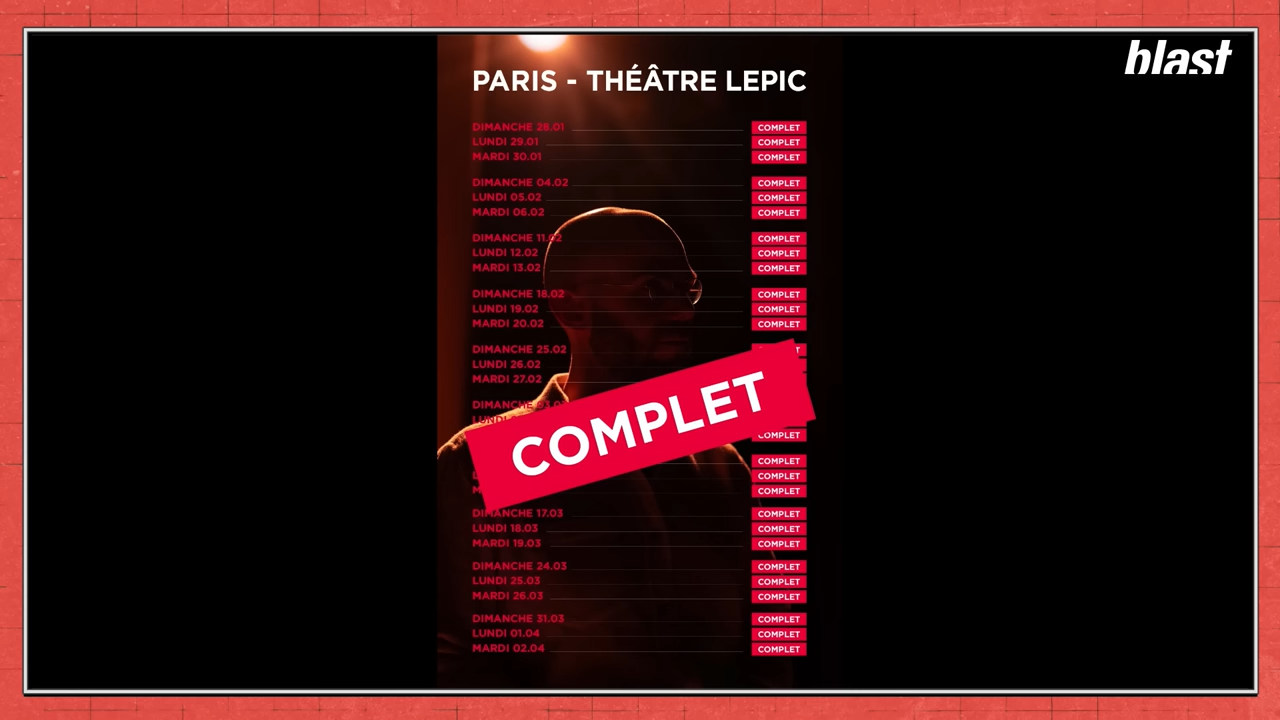 blast
PARIS - THÉÂTRE LEPIC
DIMANCHE 28.01 COMPLET
LUNDI 29.01 COMPLET
MARDI 30.01 COMPLET
DIMANCHE 04.02 COMPLET
LUNDI 05.02 COMPLET
MARDI 06.02 COMPLET
DIMANCHE 11.02 COMPLET
LUNDI 12.02 COMPLET
MARDI 13.02 COMPLET
DIMANCHE 18.02 COMPLET
LUNDI 19.02 COMPLET
MARDI 20.02 COMPLET
DIMANCHE 25.02
LUNDI 26.02
MARDI 27.02
DIMANCHE 03.03
LUNDI
COMPLET
COMPLET
COMPLET
COMPLET
COMPLET
DIMANCHE 17.03 COMPLET
LUNDI 18.03 COMPLET
MARDI 19.03 COMPLET
DIMANCHE 24.03 COMPLET
LUNDI 25.03 COMPLET
MARDI 26.03 COMPLET
DIMANCHE 31.03 COMPLET
LUNDI 01.04 COMPLET
MARDI 02.04 COMPLET